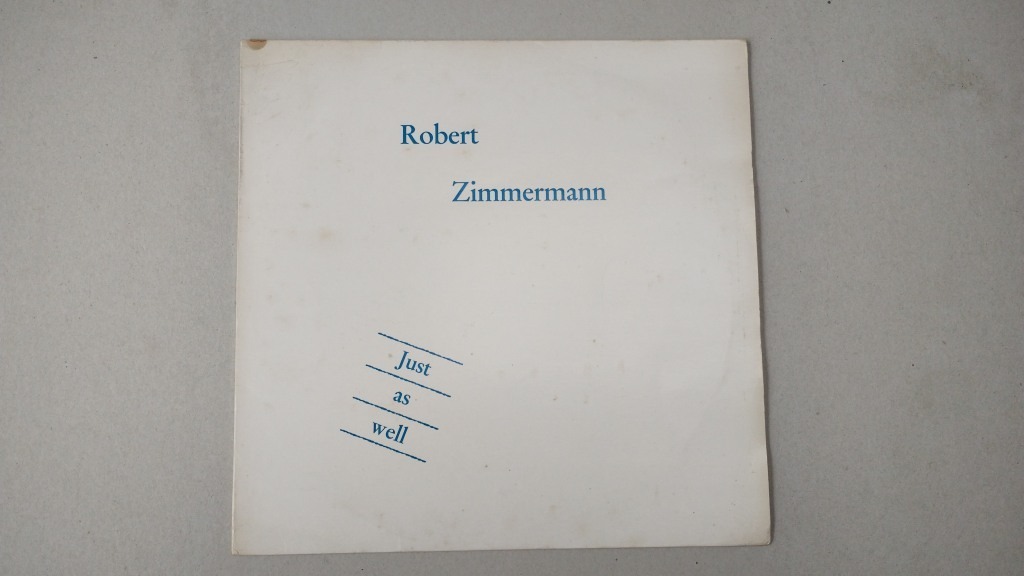 Robert
Zimmermann
Just
as
well